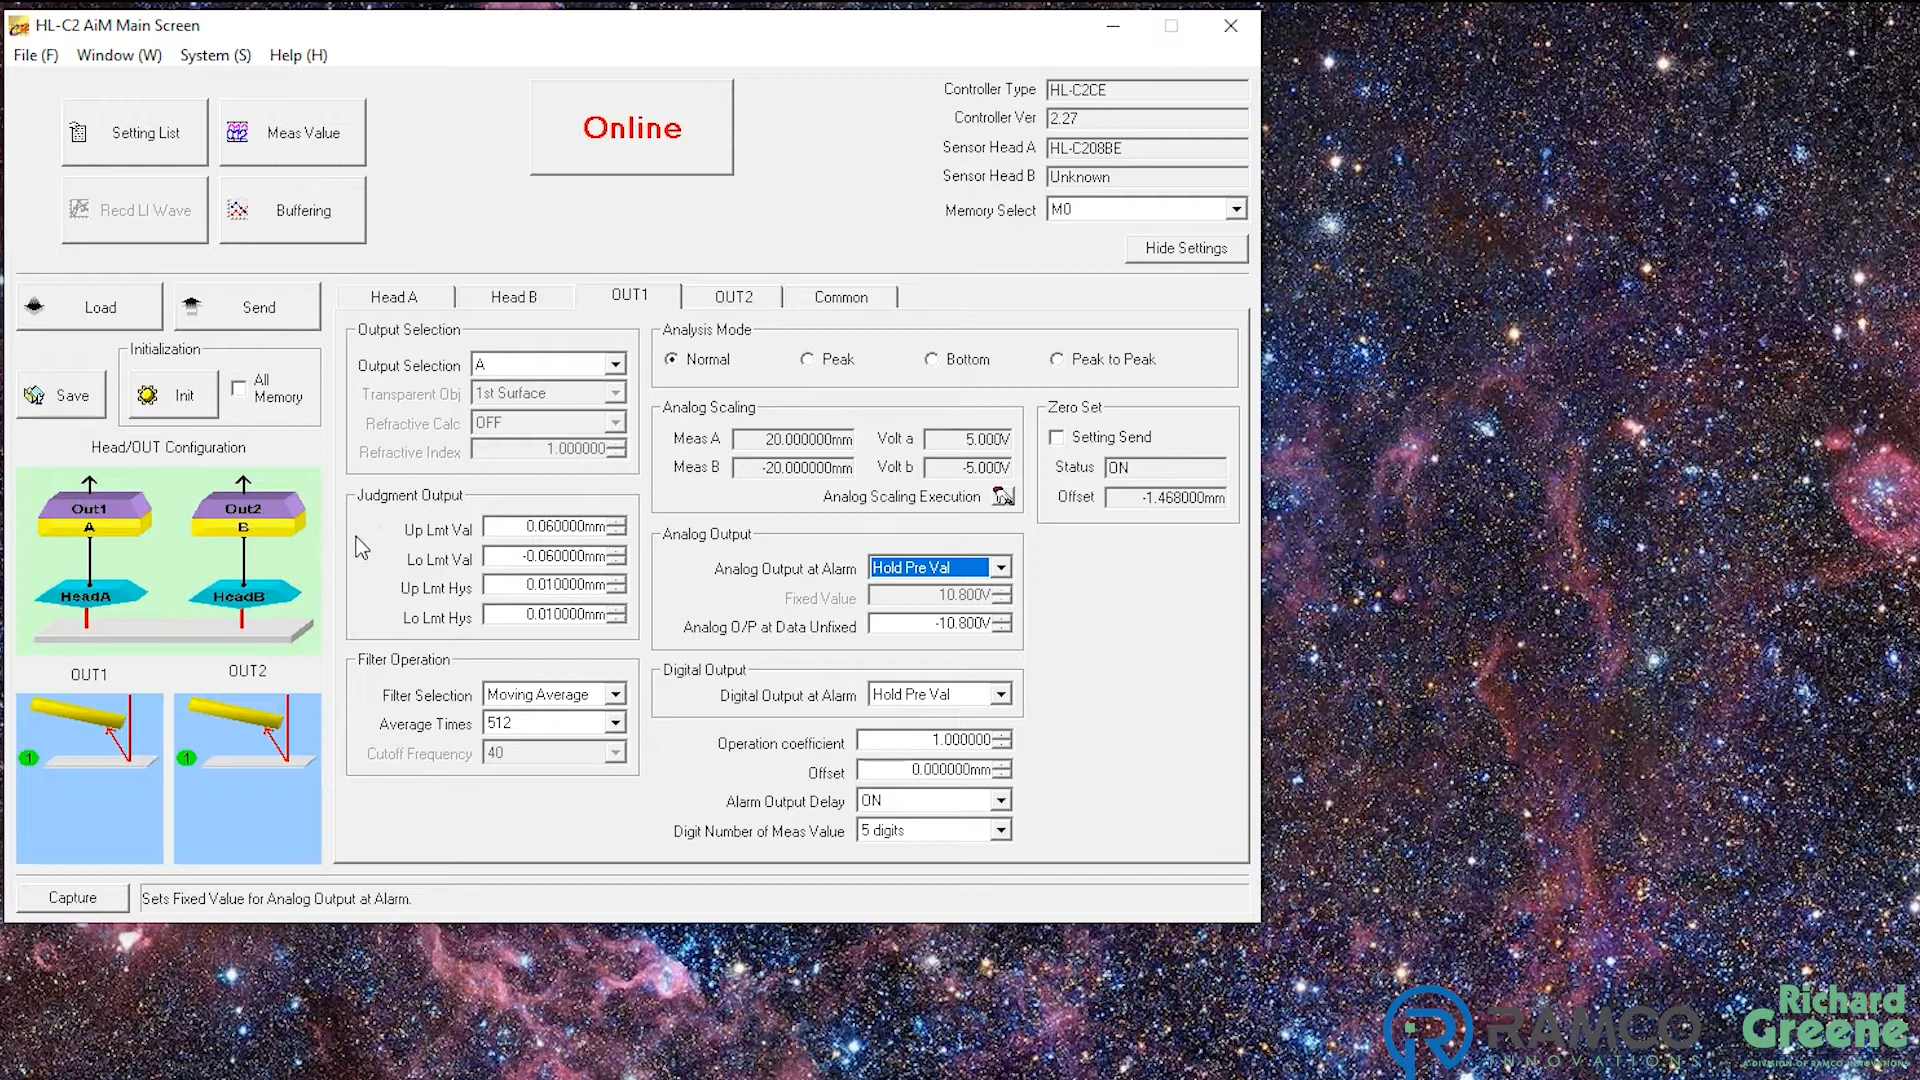 HL-C2 AiM Main Screen
File (F) Window (W) System (S) Help (H)
Setting List Meas Value
Recd LI Wave Buffering
Online
Controller Type HL-C2CE
Controller Ver 2.27
Sensor Head A HL-C208BE
Sensor Head B Unknown
Memory Select M0
Hide Settings
Load Send
Initialization
Save Init All Memory
Head/OUT Configuration
Out1 Out2
A B
HeadA HeadB
OUT1 OUT2
1 1
Head A Head B OUT1 OUT2 Common
Output Selection
Output Selection A
Transparent Obj 1st Surface
Refractive Calc OFF
Refractive Index 1.000000
Judgment Output
Up Lmt Val 0.060000mm
Lo Lmt Val -0.060000mm
Up Lmt Hys 0.010000mm
Lo Lmt Hys 0.010000mm
Filter Operation
Filter Selection Moving Average
Average Times 512
Cutoff Frequency 40
Analysis Mode
Normal Peak Bottom Peak to Peak
Analog Scaling
Meas A 20.000000mm Volt a 5.000V
Meas B -20.000000mm Volt b -5.000V
Analog Scaling Execution
Zero Set
Setting Send
Status ON
Offset -1.468000mm
Analog Output
Analog Output at Alarm Hold Pre Val
Fixed Value 10.800V
Analog O/P at Data Unfixed -10.800V
Digital Output
Digital Output at Alarm Hold Pre Val
Operation coefficient 1.000000
Offset 0.000000mm
Alarm Output Delay ON
Digit Number of Meas Value 5 digits
Capture Sets Fixed Value for Analog Output at Alarm.
RAMCO
INNOVATIONS
Richard
Greene
A DIVISION OF RAMCO INNOVATIONS